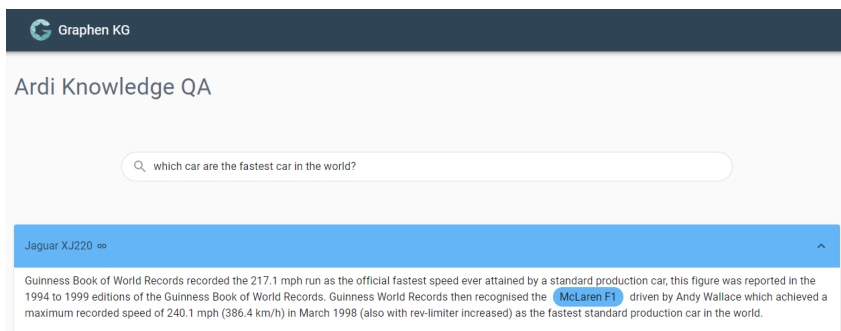 Graphen KG
Ardi Knowledge QA
which car are the fastest car in the world?
Jaguar XJ220
Guinness Book of World Records recorded the 217.1 mph run as the official fastest speed ever attained by a standard production car, this figure was reported in the
1994 to 1999 editions of the Guinness Book of World Records. Guinness World Records then recognised the McLaren F1 driven by Andy Wallace which achieved a
maximum recorded speed of 240.1 mph (386.4 km/h) in March 1998 (also with rev-limiter increased) as the fastest standard production car in the world.